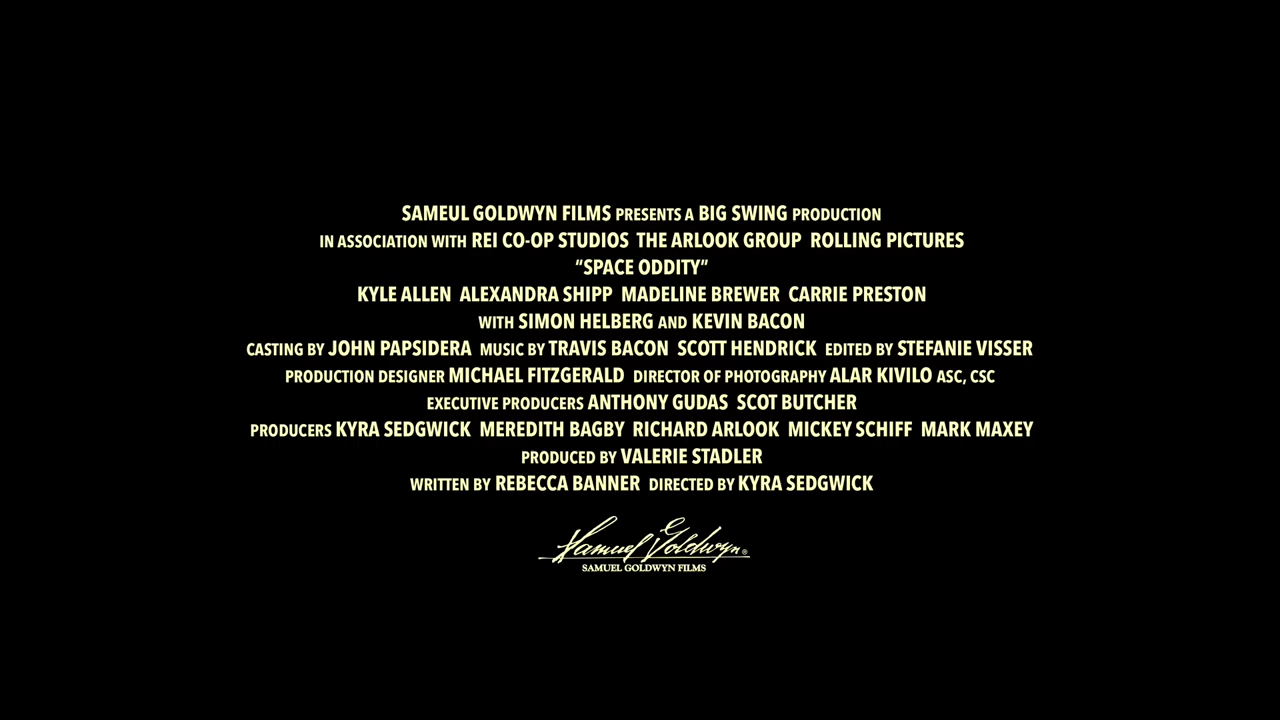 SAMEUL GOLDWYN FILMS PRESENTS A BIG SWING PRODUCTION
IN ASSOCIATION WITH REI CO-OP STUDIOS THE ARLOOK GROUP ROLLING PICTURES
“SPACE ODDITY”
KYLE ALLEN ALEXANDRA SHIPP MADELINE BREWER CARRIE PRESTON
WITH SIMON HELBERG AND KEVIN BACON
CASTING BY JOHN PAPSIDERA MUSIC BY TRAVIS BACON SCOTT HENDRICK EDITED BY STEFANIE VISSER
PRODUCTION DESIGNER MICHAEL FITZGERALD DIRECTOR OF PHOTOGRAPHY ALAR KIVILO ASC, CSC
EXECUTIVE PRODUCERS ANTHONY GUDAS SCOT BUTCHER
PRODUCERS KYRA SEDGWICK MEREDITH BAGBY RICHARD ARLOOK MICKEY SCHIFF MARK MAXEY
PRODUCED BY VALERIE STADLER
WRITTEN BY REBECCA BANNER DIRECTED BY KYRA SEDGWICK
Samuel Goldwyn®
SAMUEL GOLDWYN FILMS